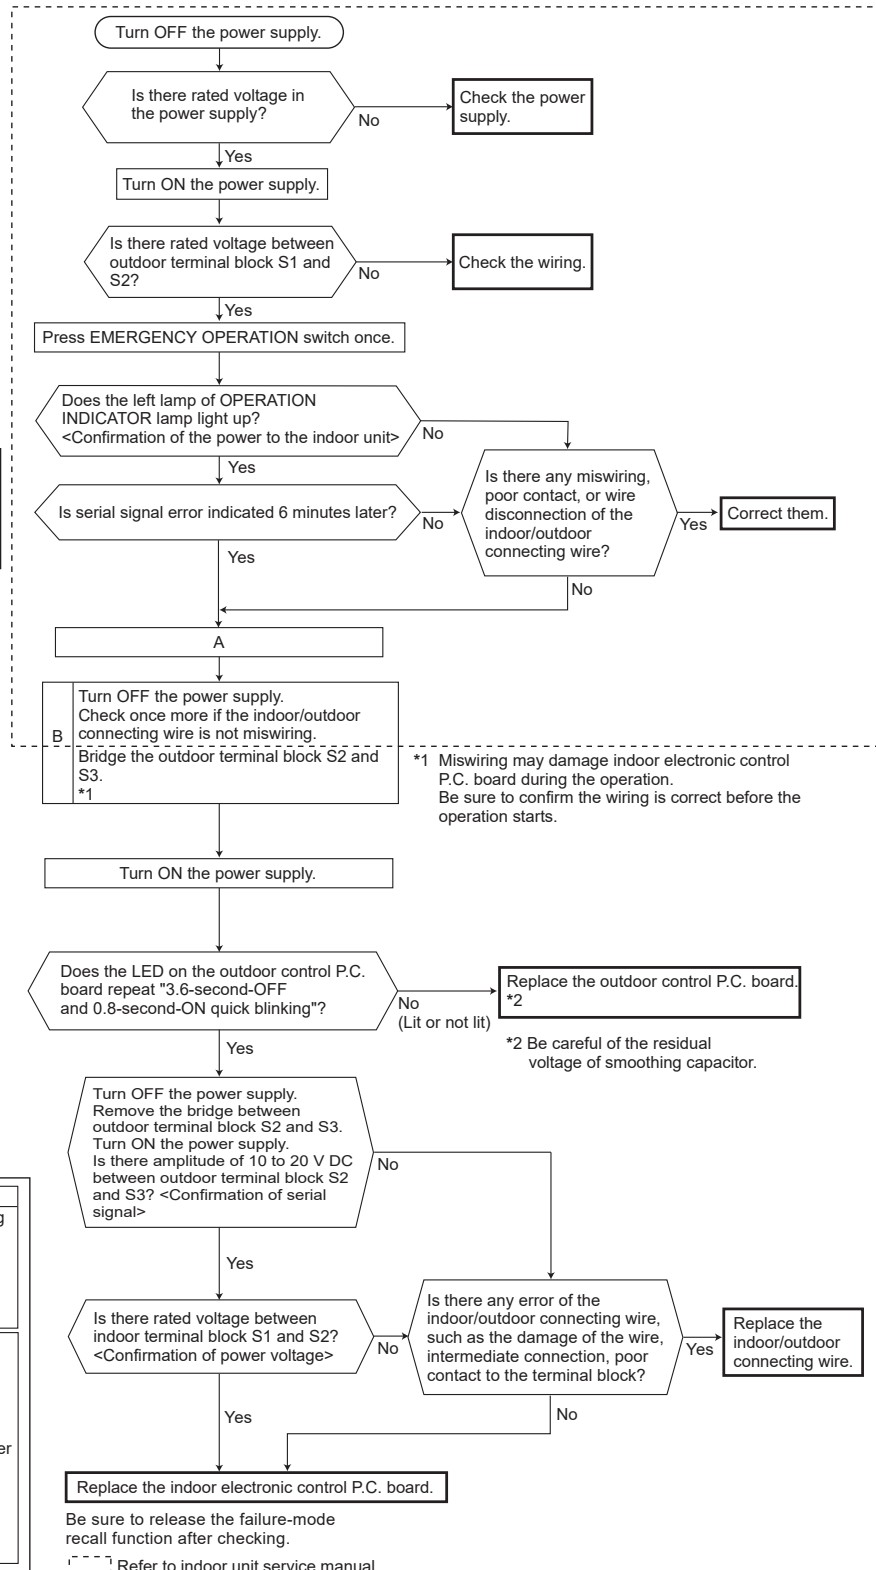 Turn OFF the power supply.
Is there rated voltage in
the power supply?
No
Check the power
supply.
Yes
Turn ON the power supply.
Is there rated voltage between
outdoor terminal block S1 and
S2?
No
Check the wiring.
Yes
Press EMERGENCY OPERATION switch once.
Does the left lamp of OPERATION
INDICATOR lamp light up?
<Confirmation of the power to the indoor unit>
No
Yes
Is serial signal error indicated 6 minutes later?
No
Is there any miswiring,
poor contact, or wire
disconnection of the
indoor/outdoor
connecting wire?
Yes
Correct them.
Yes
No
A
B
Turn OFF the power supply.
Check once more if the indoor/outdoor
connecting wire is not miswiring.
Bridge the outdoor terminal block S2 and
S3.
*1
*1 Miswiring may damage indoor electronic control
P.C. board during the operation.
Be sure to confirm the wiring is correct before the
operation starts.
Turn ON the power supply.
Does the LED on the outdoor control P.C.
board repeat "3.6-second-OFF
and 0.8-second-ON quick blinking"?
No
(Lit or not lit)
Replace the outdoor control P.C. board.
*2
*2 Be careful of the residual
voltage of smoothing capacitor.
Yes
Turn OFF the power supply.
Remove the bridge between
outdoor terminal block S2 and S3.
Turn ON the power supply.
Is there amplitude of 10 to 20 V DC
between outdoor terminal block S2
and S3? <Confirmation of serial
signal>
No
Yes
Is there rated voltage between
indoor terminal block S1 and S2?
<Confirmation of power voltage>
No
Is there any error of the
indoor/outdoor connecting wire,
such as the damage of the wire,
intermediate connection, poor
contact to the terminal block?
Yes
Replace the
indoor/outdoor
connecting wire.
Yes
No
Replace the indoor electronic control P.C. board.
Be sure to release the failure-mode
recall function after checking.
Refer to indoor unit service manual